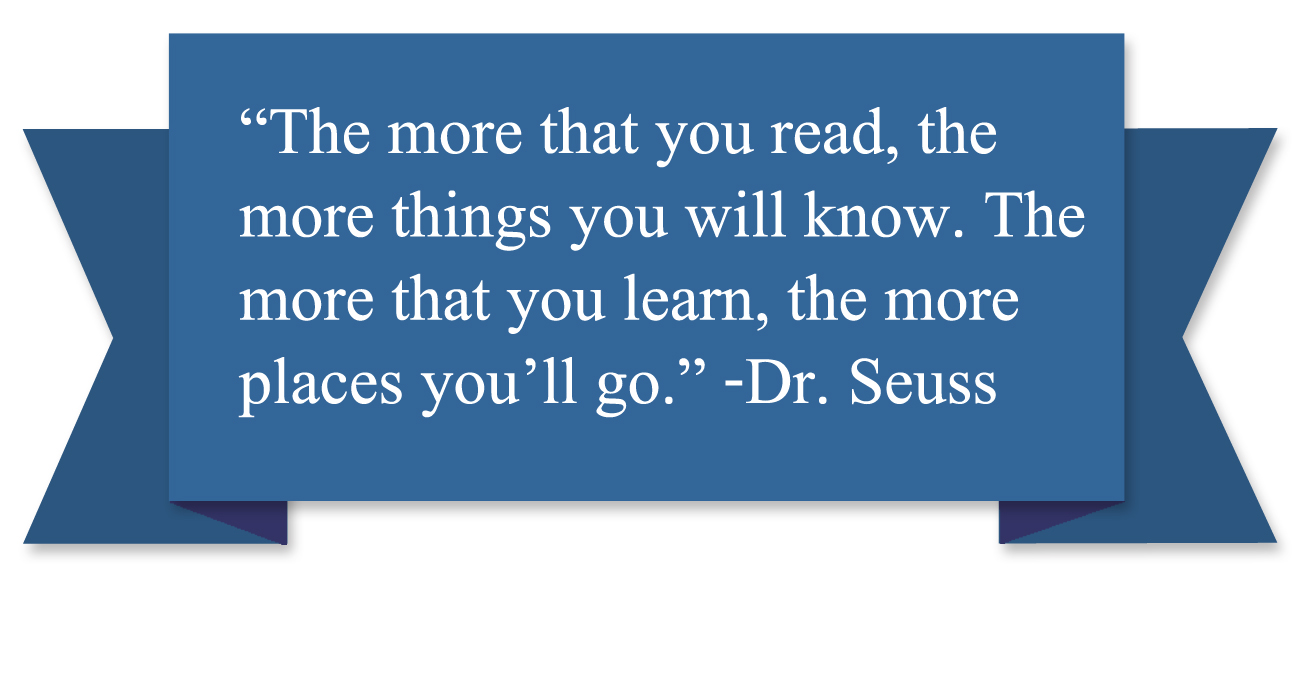 “The more that you read, the
more things you will know. The
more that you learn, the more
places you’ll go.” -Dr. Seuss